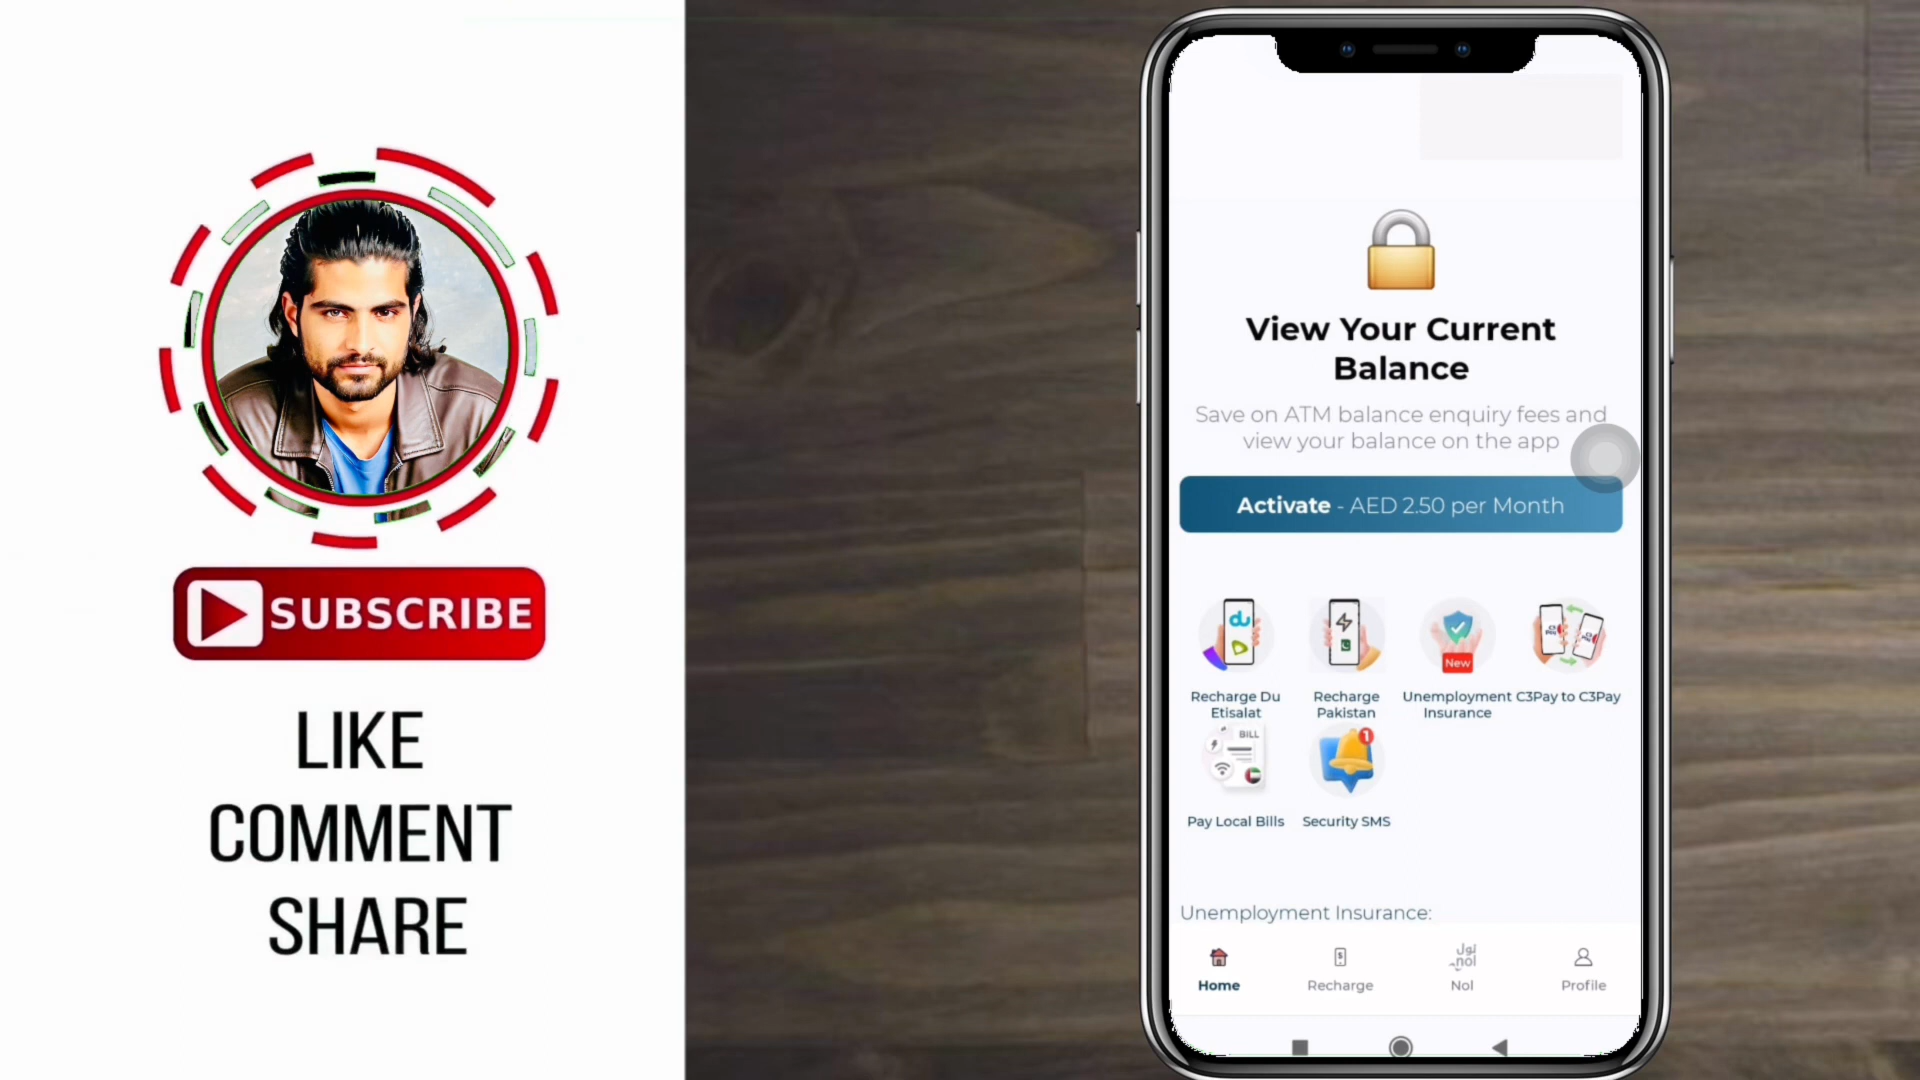 SUBSCRIBE
LIKE
COMMENT
SHARE
View Your Current
Balance
Save on ATM balance enquiry fees and
view your balance on the app
Activate - AED 2.50 per Month
du
New
C3
Pay
Recharge Du
Etisalat
Recharge
Pakistan
Unemployment
Insurance
C3Pay to C3Pay
BILL
1
Pay Local Bills
Security SMS
Unemployment Insurance:
نول
nol
Home
Recharge
Nol
Profile